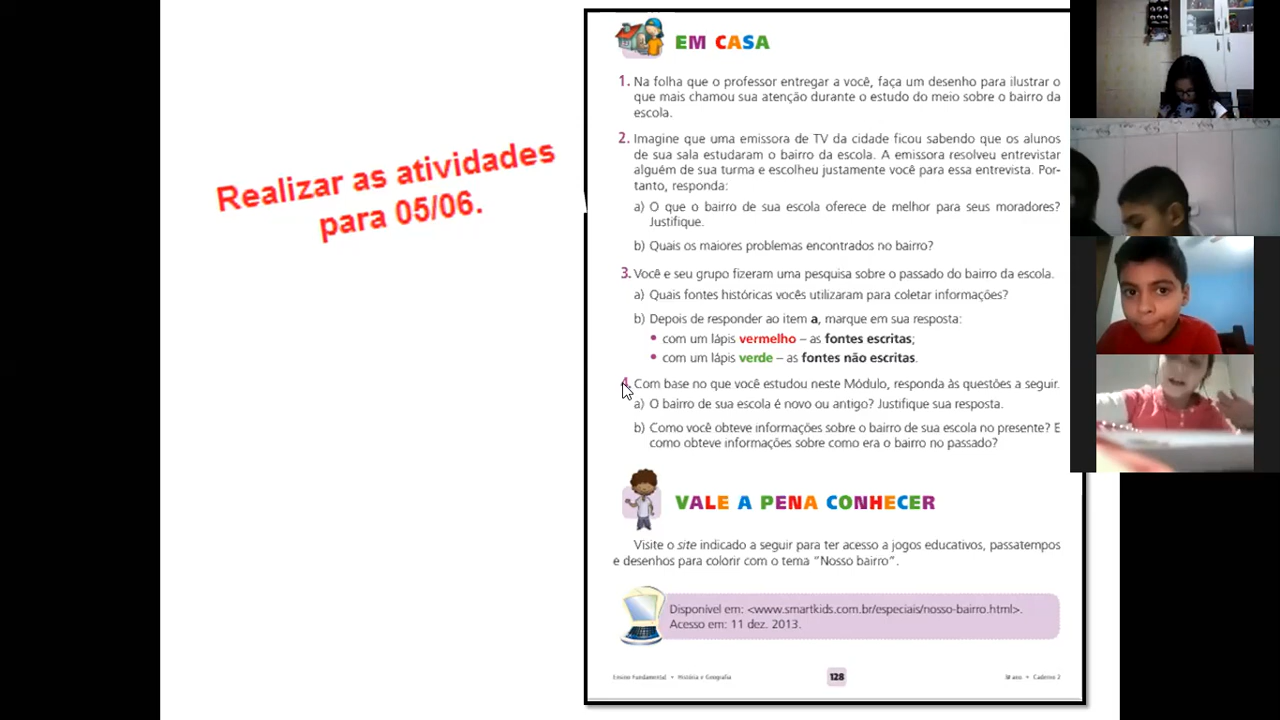 Realizar as atividades
para 05/06.
EM CASA
1. Na folha que o professor entregar a você, faça um desenho para ilustrar o
que mais chamou sua atenção durante o estudo do meio sobre o bairro da
escola.
2. Imagine que uma emissora de TV da cidade ficou sabendo que os alunos
de sua sala estudaram o bairro da escola. A emissora resolveu entrevistar
alguém de sua turma e escolheu justamente você para essa entrevista. Por-
tanto, responda:
a) O que o bairro de sua escola oferece de melhor para seus moradores?
Justifique.
b) Quais os maiores problemas encontrados no bairro?
3. Você e seu grupo fizeram uma pesquisa sobre o passado do bairro da escola.
a) Quais fontes históricas vocês utilizaram para coletar informações?
b) Depois de responder ao item a, marque em sua resposta:
• com um lápis vermelho – as fontes escritas;
• com um lápis verde – as fontes não escritas.
4. Com base no que você estudou neste Módulo, responda às questões a seguir.
a) O bairro de sua escola é novo ou antigo? Justifique sua resposta.
b) Como você obteve informações sobre o bairro de sua escola no presente? E
como obteve informações sobre como era o bairro no passado?
VALE A PENA CONHECER
Visite o site indicado a seguir para ter acesso a jogos educativos, passatempos
e desenhos para colorir com o tema “Nosso bairro”.
Disponível em: <www.smartkids.com.br/especiais/nosso-bairro.html>.
Acesso em: 11 dez. 2013.
Ensino Fundamental • História e Geografia
128
ano • Caderno 2